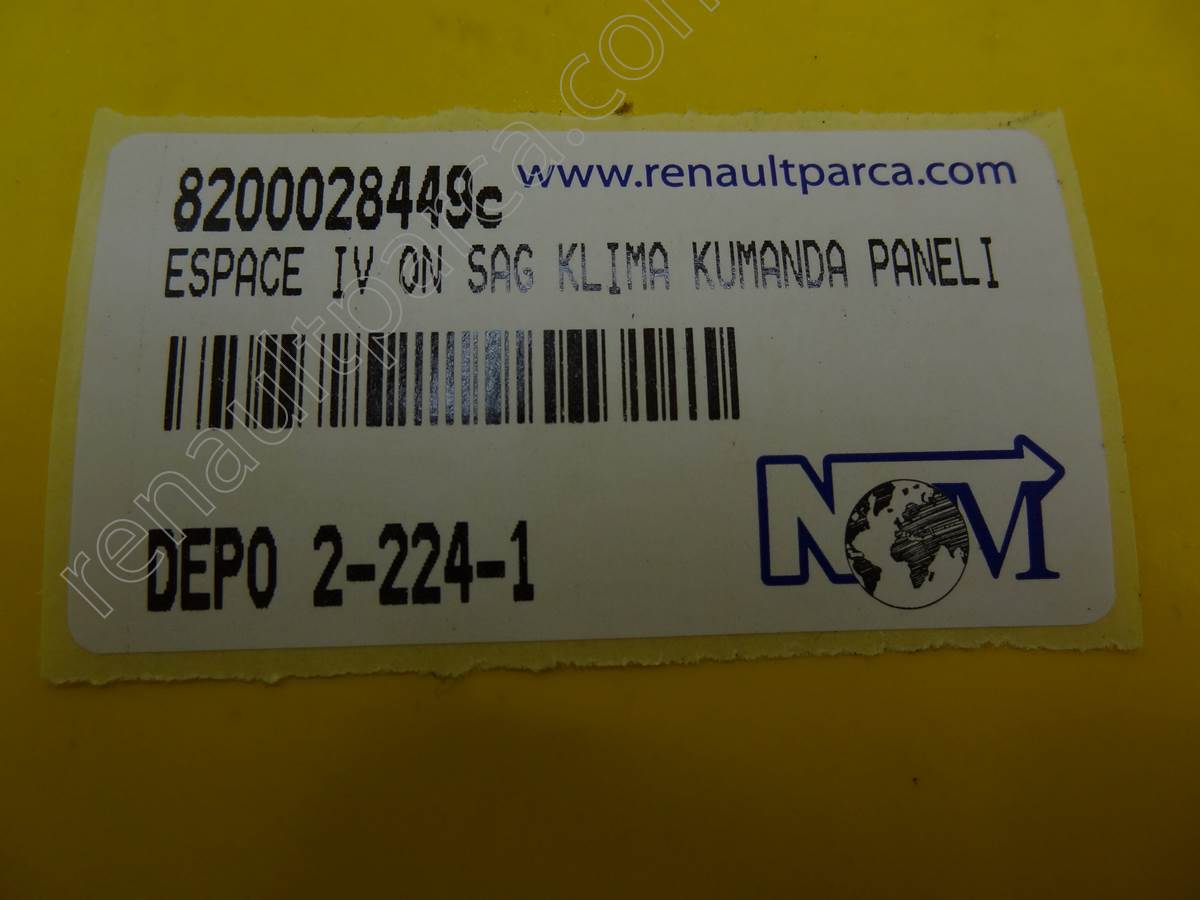 8200028449c www.renaultparca.com
ESPACE IV ON SAG KLIMA KUMANDA PANELI
DEPO 2-224-1
NOM
renaultparca.com